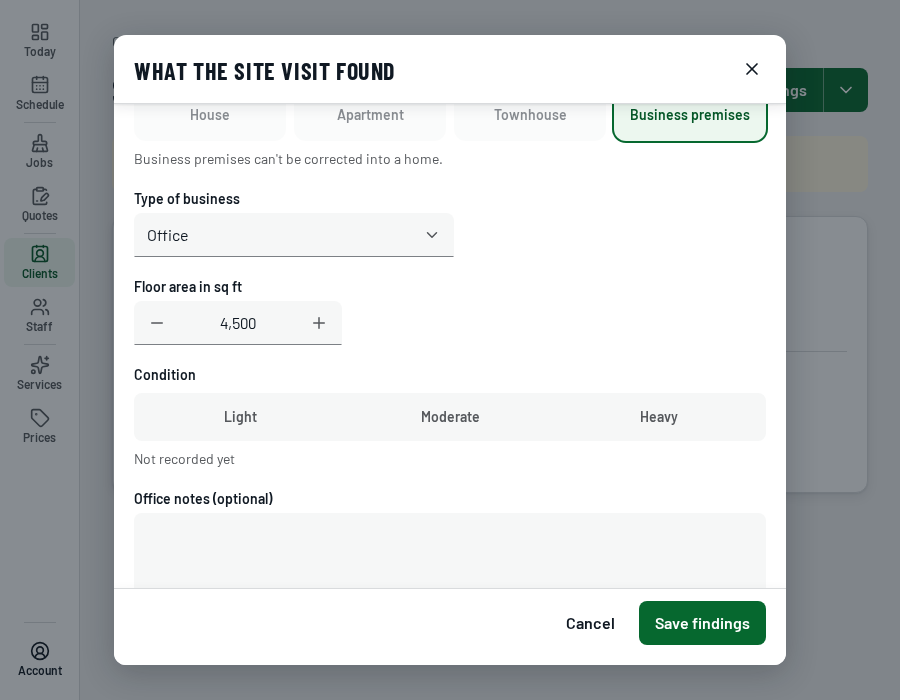 Today
Schedule
Jobs
Quotes
Clients
Staff
Services
Prices
Account
WHAT THE SITE VISIT FOUND
House
Apartment
Townhouse
Business premises
Business premises can't be corrected into a home.
Type of business
Office
Floor area in sq ft
4,500
Condition
Light
Moderate
Heavy
Not recorded yet
Office notes (optional)
Cancel
Save findings